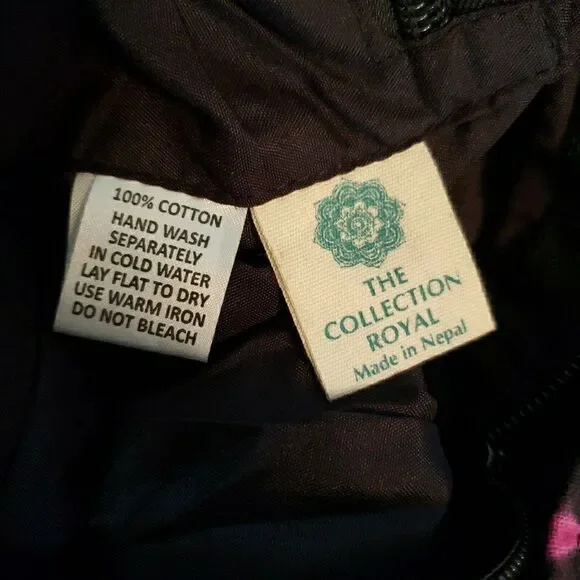 100% COTTON
HAND WASH
SEPARATELY
IN COLD WATER
LAY FLAT TO DRY
USE WARM IRON
DO NOT BLEACH
THE
COLLECTION
ROYAL
Made in Nepal